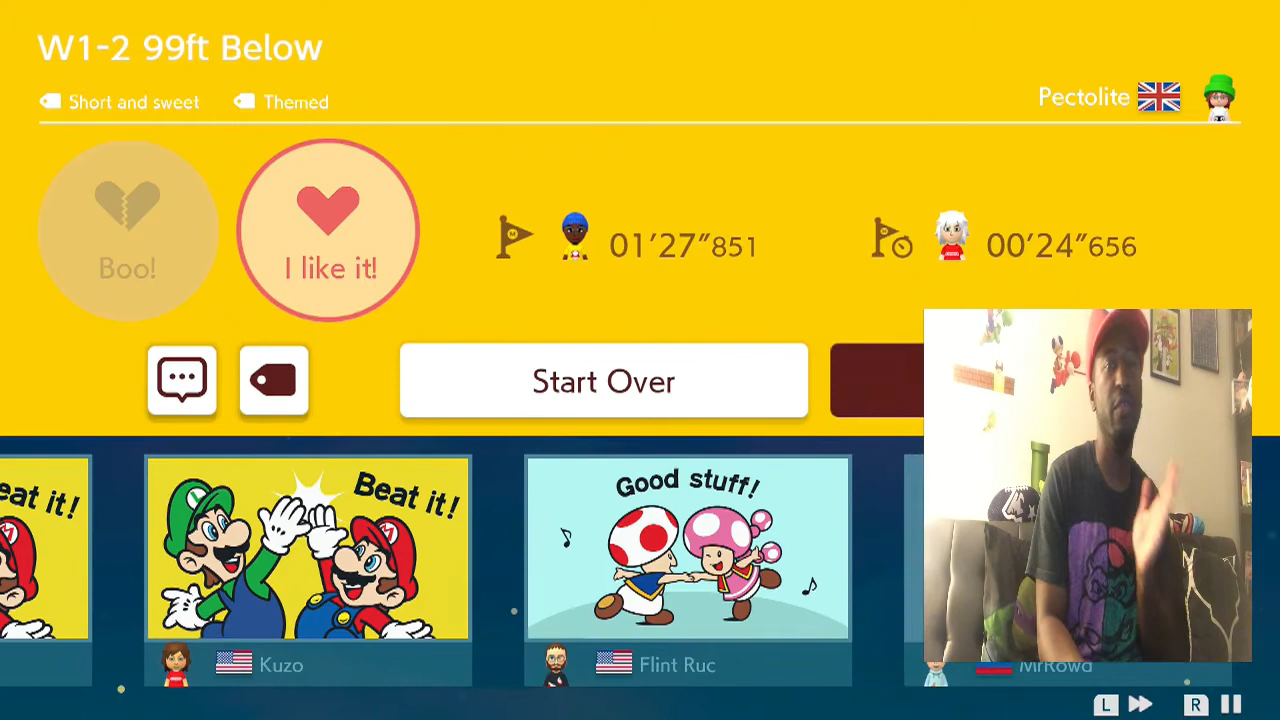 W1-2 99ft Below
Short and sweet
Themed
Pectolite
Boo!
I like it!
01'27"851
00'24"656
Start Over
eat it!
Beat it!
Good stuff!
Kuzo
Flint Ruc
MrRowd
L
R